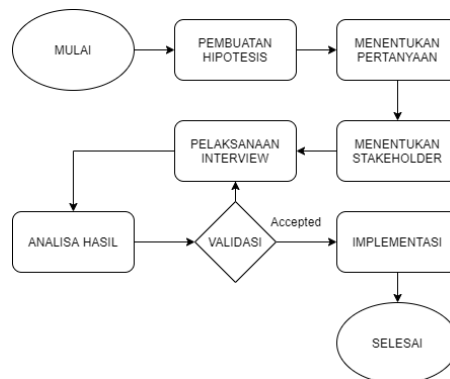 MULAI
PEMBUATAN
HIPOTESIS
MENENTUKAN
PERTANYAAN
MENENTUKAN
STAKEHOLDER
PELAKSANAAN
INTERVIEW
ANALISA HASIL
VALIDASI
Accepted
IMPLEMENTASI
SELESAI